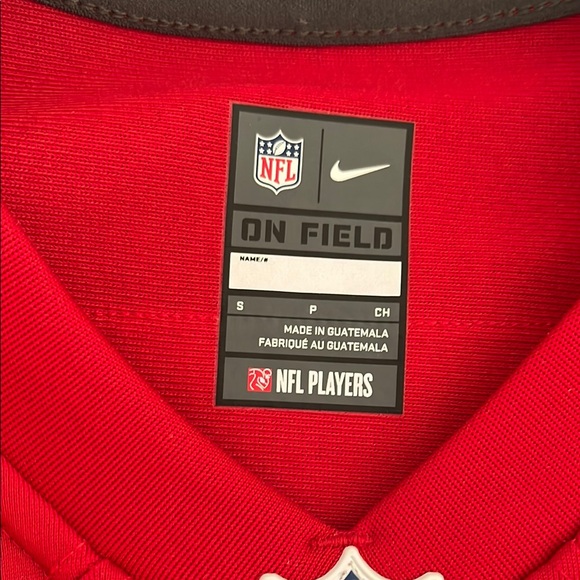 NFL
ON FIELD
NAME/#
S P CH
MADE IN GUATEMALA
FABRIQUÉ AU GUATEMALA
NFL PLAYERS